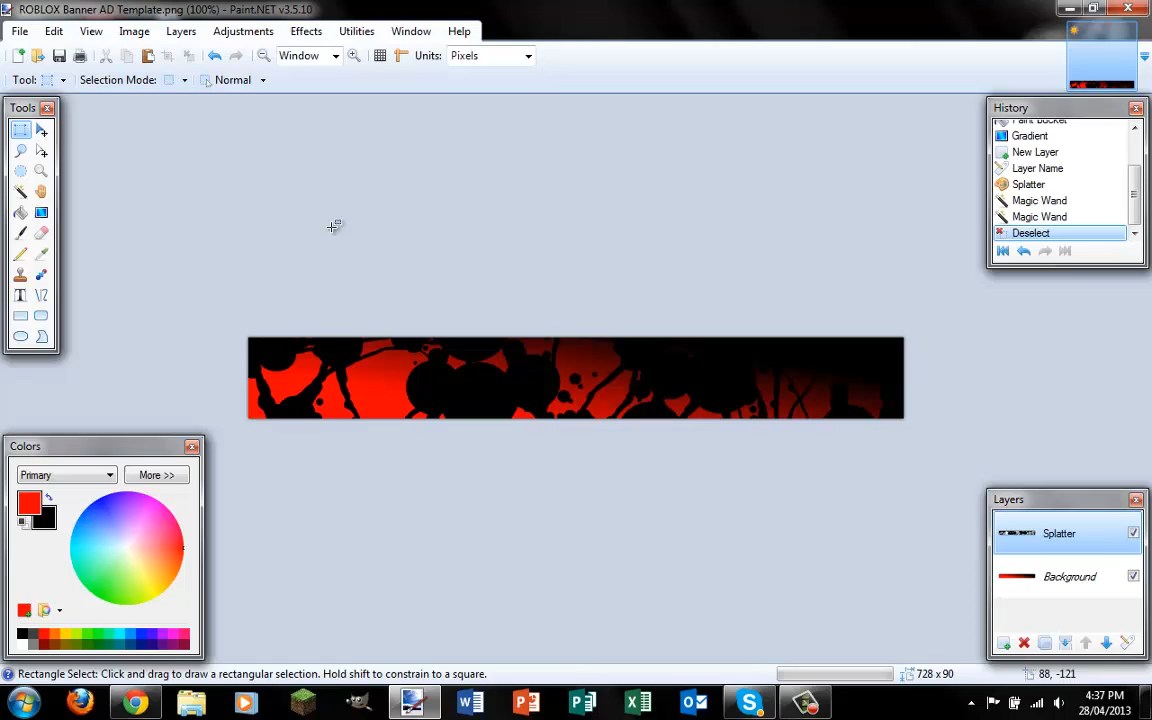 ROBLOX Banner AD Template.png (100%) - Paint.NET v3.5.10
File Edit View Image Layers Adjustments Effects Utilities Window Help
Window Units: Pixels
Tool: Selection Mode: Normal
Tools
History
Paint Bucket
Gradient
New Layer
Layer Name
Splatter
Magic Wand
Magic Wand
Deselect
Colors
Primary More >>
Layers
Splatter
Background
Rectangle Select: Click and drag to draw a rectangular selection. Hold shift to constrain to a square. 728 x 90 88, -121
4:37 PM
28/04/2013